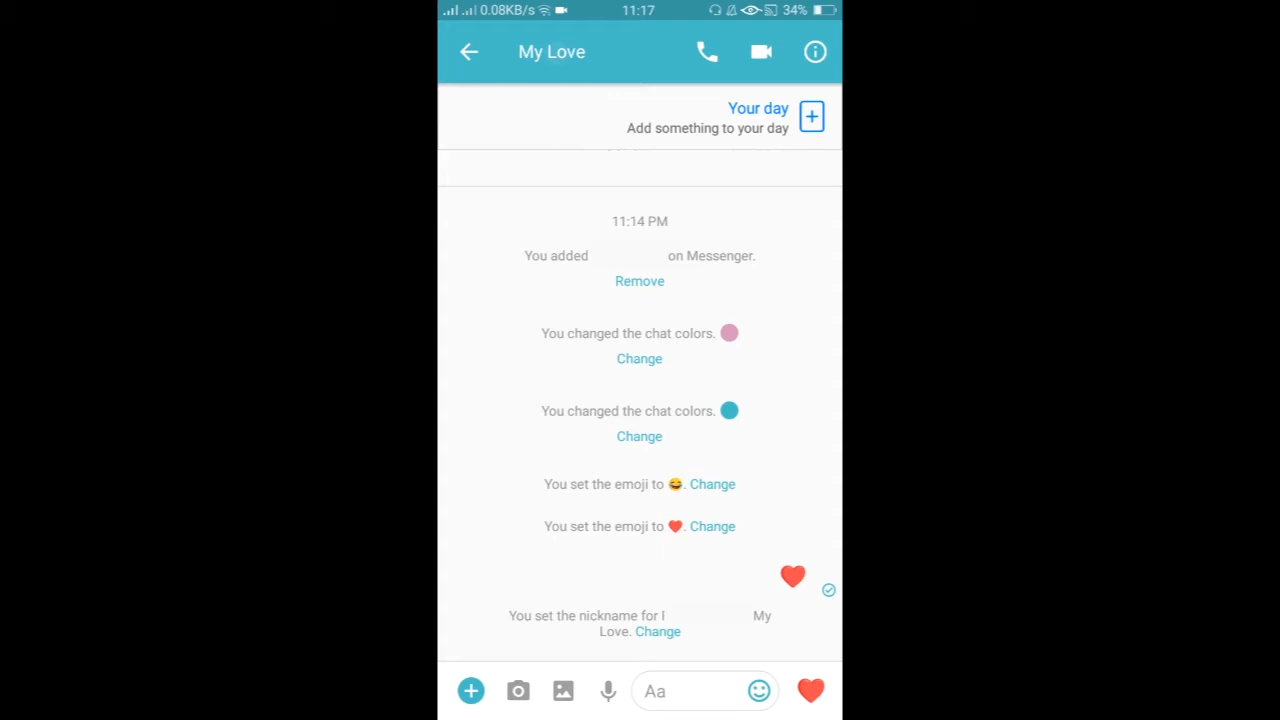 0.08KB/s 11:17 34%
My Love
Your day
Add something to your day
11:14 PM
You added on Messenger.
Remove
You changed the chat colors.
Change
You changed the chat colors.
Change
You set the emoji to 😂. Change
You set the emoji to ❤️. Change
You set the nickname for My
Love. Change
Aa